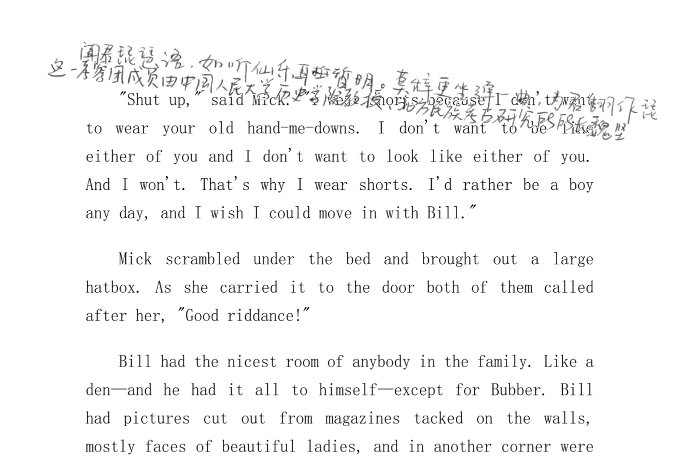 闻君琵琶语,如听仙乐耳暂明。莫辞更坐弹一曲,为君翻作琵
这一考察团成员由中国人民大学历史学院教授、北方民族考古研究所所长魏坚
"Shut up," said Mick. shorts because I don't want
to wear your old hand-me-downs. I don't want to be like
either of you and I don't want to look like either of you.
And I won't. That's why I wear shorts. I'd rather be a boy
any day, and I wish I could move in with Bill."
Mick scrambled under the bed and brought out a large
hatbox. As she carried it to the door both of them called
after her, "Good riddance!"
Bill had the nicest room of anybody in the family. Like a
den—and he had it all to himself—except for Bubber. Bill
had pictures cut out from magazines tacked on the walls,
mostly faces of beautiful ladies, and in another corner were